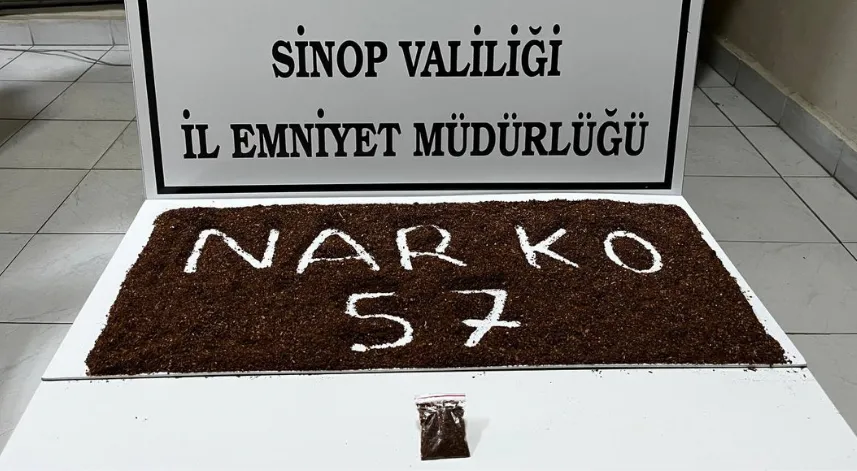 SİNOP VALİLİĞİ
İL EMNİYET MÜDÜRLÜĞÜ
NARKO
57